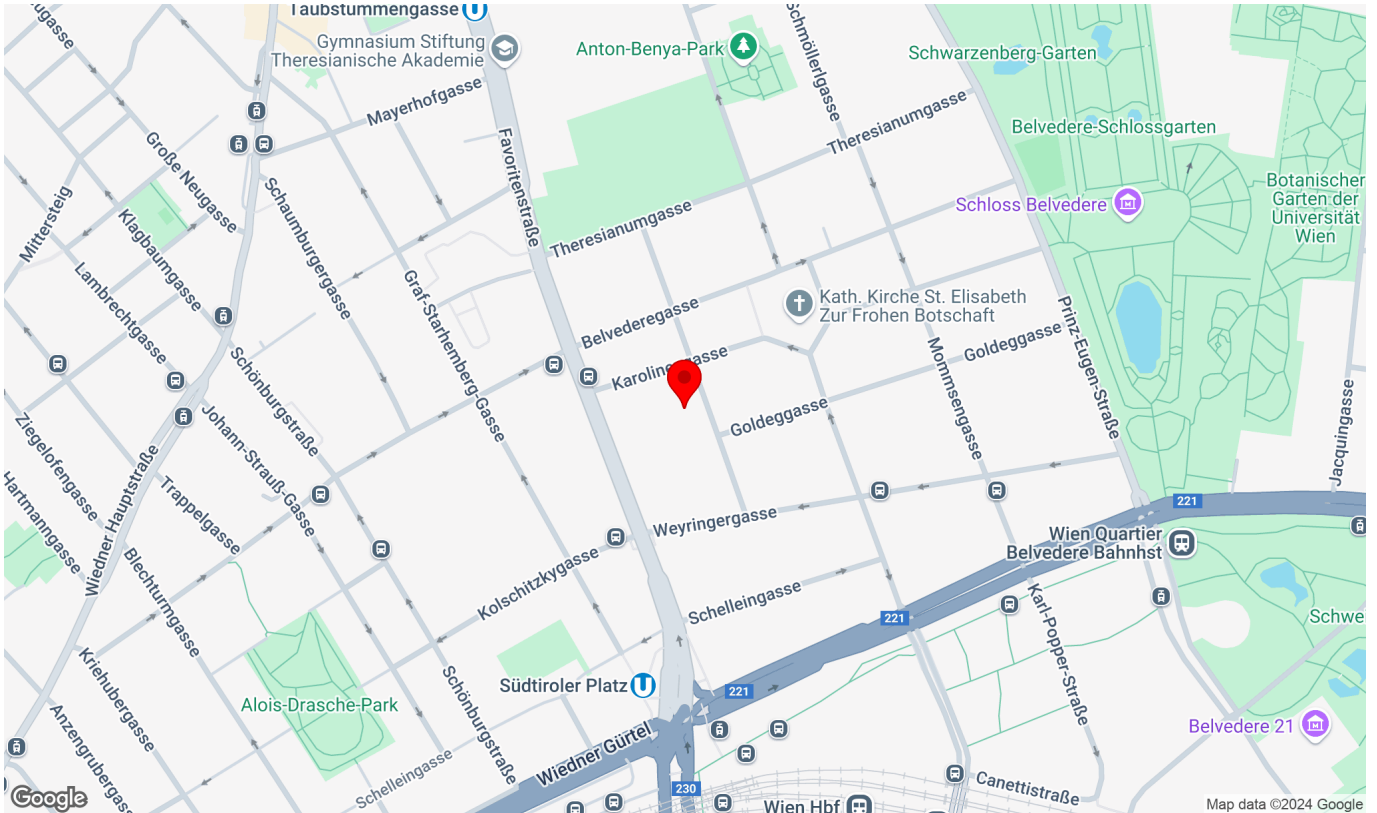 Taubstummengasse
Gymnasium Stiftung
Theresianische Akademie
Anton-Benya-Park
Schmöllerlgasse
Schwarzenberg-Garten
Mayerhofgasse
Theresianumgasse
Belvedere-Schlossgarten
Große Neugasse
Favoritenstraße
Mittersteig
Klagbaumgasse
Schaumburgergasse
Botanischer
Garten der
Universität
Wien
Schloss Belvedere
Theresianumgasse
Lambrechtgasse
Graf-Starhemberg-Gasse
Belvederegasse
Kath. Kirche St. Elisabeth
Zur Frohen Botschaft
Prinz-Eugen-Straße
Goldeggasse
Mommsengasse
Karolinengasse
Schönburgstraße
Goldeggasse
Jacquingasse
Johann-Strauß-Gasse
Ziegelofengasse
Hartmanngasse
Wiedner Hauptstraße
Trappelgasse
221
Weyringergasse
Wien Quartier
Belvedere Bahnhst
Blechturmgasse
Kolschitzkygasse
Schelleingasse
221
Karl-Popper-Straße
Schwe
Kriehubergasse
Südtiroler Platz
221
Alois-Drasche-Park
Schönburgstraße
Belvedere 21
Anzengrubergasse
Wiedner Gürtel
Schelleingasse
230
Canettistraße
Wien Hbf
Google
Map data ©2024 Google